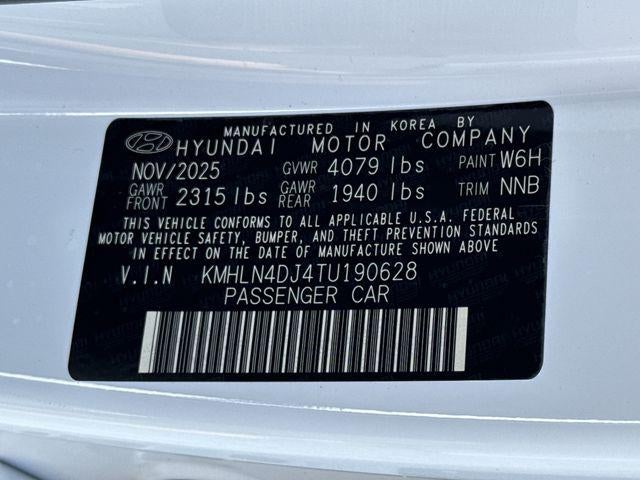 MANUFACTURED IN KOREA BY
HYUNDAI MOTOR COMPANY
NOV/2025 GVWR 4079 lbs PAINT W6H
GAWR FRONT 2315 lbs GAWR REAR 1940 lbs TRIM NNB
THIS VEHICLE CONFORMS TO ALL APPLICABLE U.S.A. FEDERAL
MOTOR VEHICLE SAFETY, BUMPER, AND THEFT PREVENTION STANDARDS
IN EFFECT ON THE DATE OF MANUFACTURE SHOWN ABOVE
V.I.N KMHLN4DJ4TU190628
PASSENGER CAR